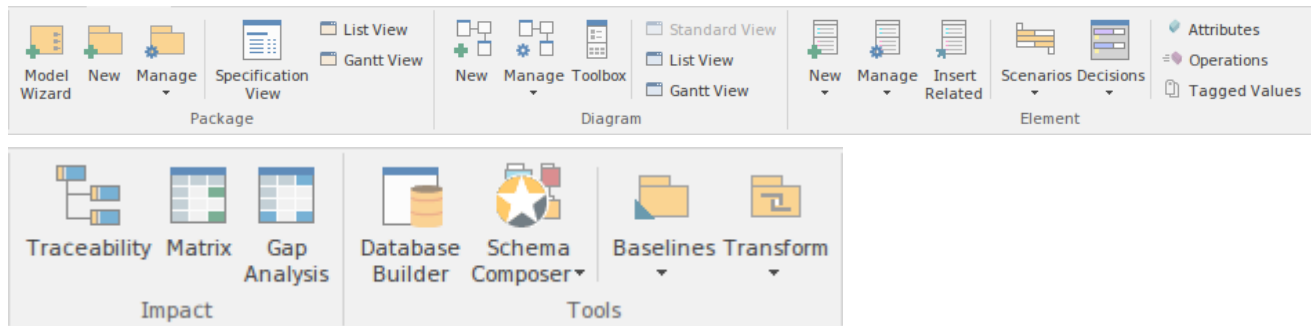 Model Wizard
New
Manage
Specification View
List View
Gantt View
Package
New
Manage
Toolbox
Standard View
List View
Gantt View
Diagram
New
Manage
Insert Related
Scenarios
Decisions
Attributes
Operations
Tagged Values
Element
Traceability
Matrix
Gap Analysis
Impact
Database Builder
Schema Composer
Baselines
Transform
Tools